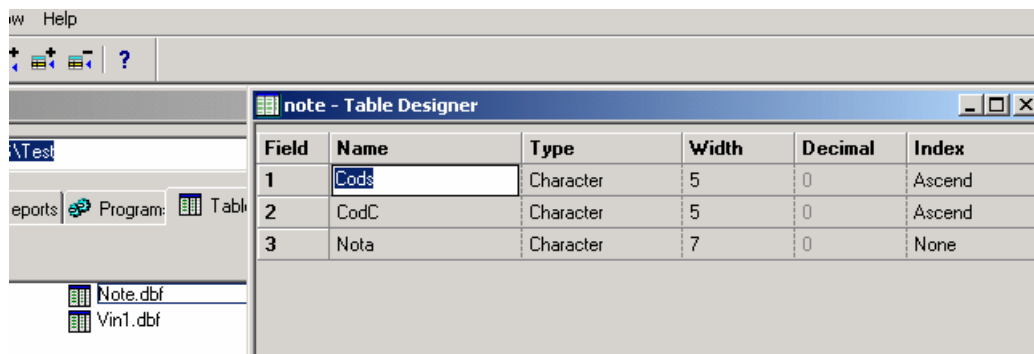 Help
?
note - Table Designer
\Test
Field Name Type Width Decimal Index
1 Cods Character 5 0 Ascend
eports Program: Tabl
2 CodC Character 5 0 Ascend
3 Nota Character 7 0 None
Note.dbf
Vin1.dbf